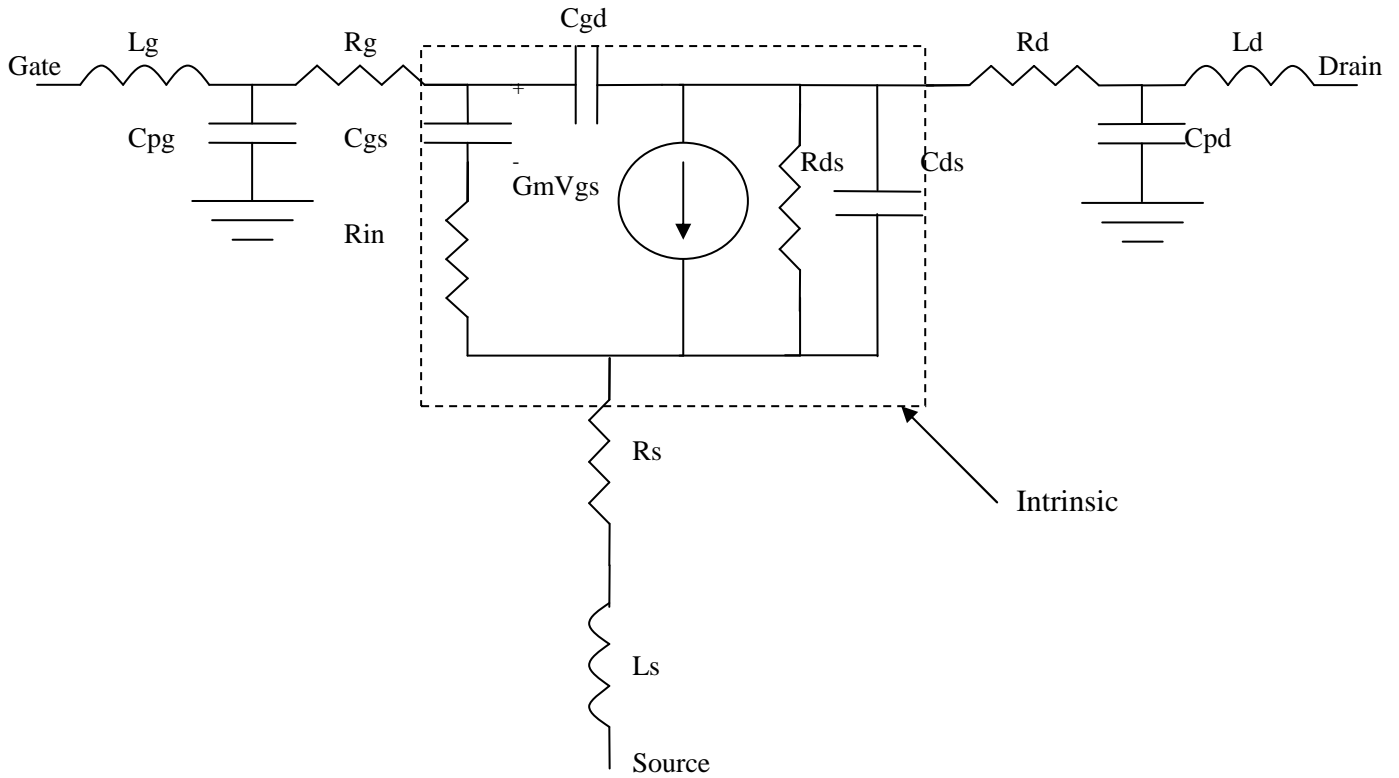 Cgd
Lg
Rg
Rd
Ld
Gate
Drain
+
Cpg
Cgs
-
GmVgs
Rds
Cds
Cpd
Rin
Rs
Intrinsic
Ls
Source